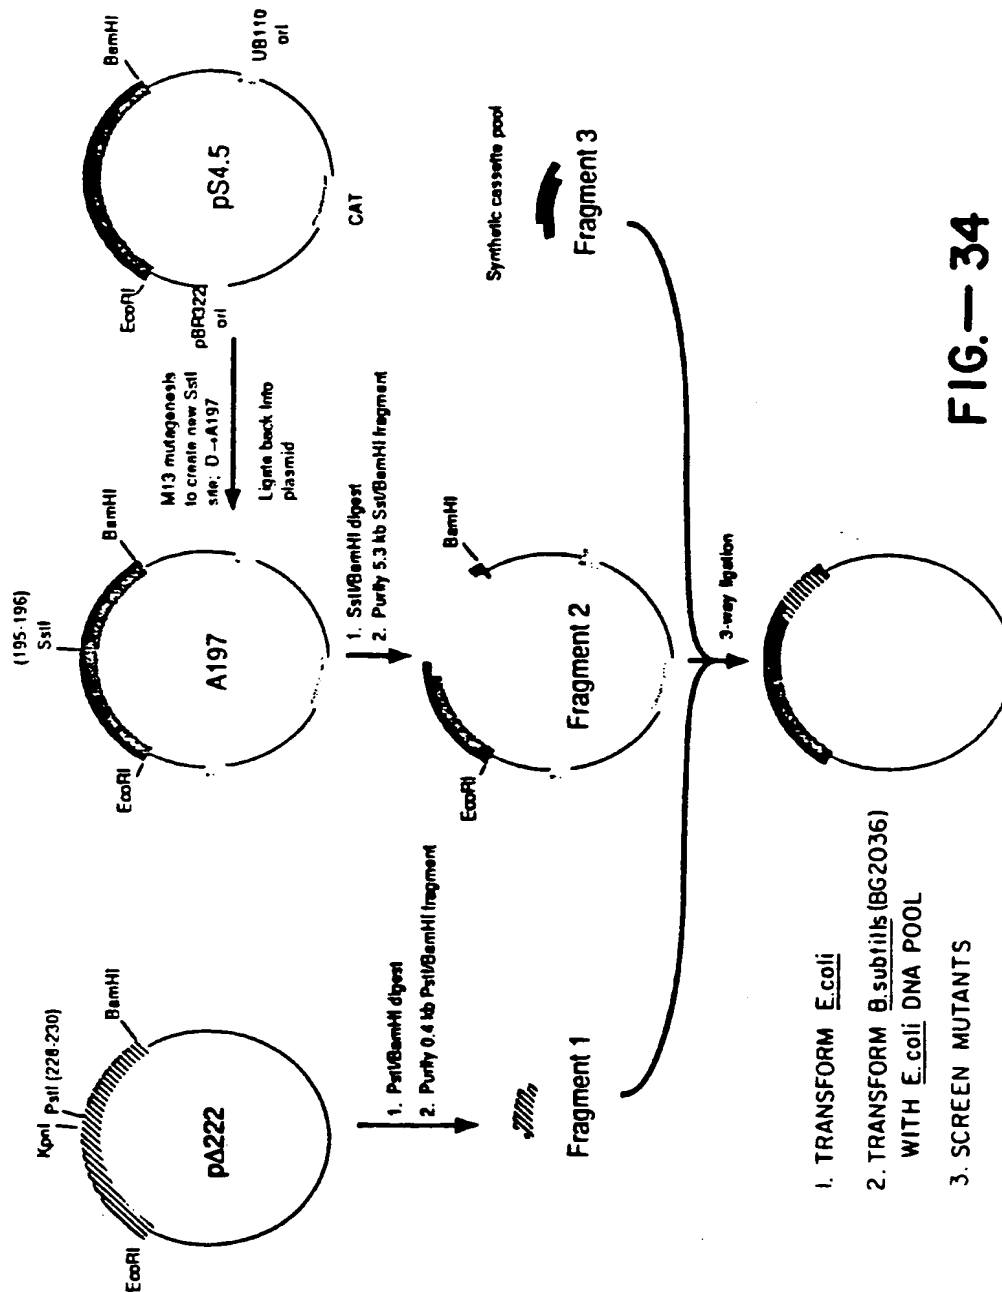 KpnI
PstI (228-230)
EcoRI
BamHI
pΔ222
(195-196)
SstI
EcoRI
BamHI
A197
M13 mutagenesis
to create new SstI
site; D→A197
Ligate back into
plasmid
EcoRI
BamHI
pS4.5
pBR322
ori
UB110
ori
CAT
1. PstI/BamHI digest
2. Purify 0.4 kb PstI/BamHI fragment
Fragment 1
1. SstI/BamHI digest
2. Purify 5.3 kb SstI/BamHI fragment
EcoRI
BamHI
Fragment 2
Synthetic cassette pool
Fragment 3
3-way ligation
1. TRANSFORM E.coli
2. TRANSFORM B.subtilis (BG2036)
WITH E.coli DNA POOL
3. SCREEN MUTANTS
FIG.— 34